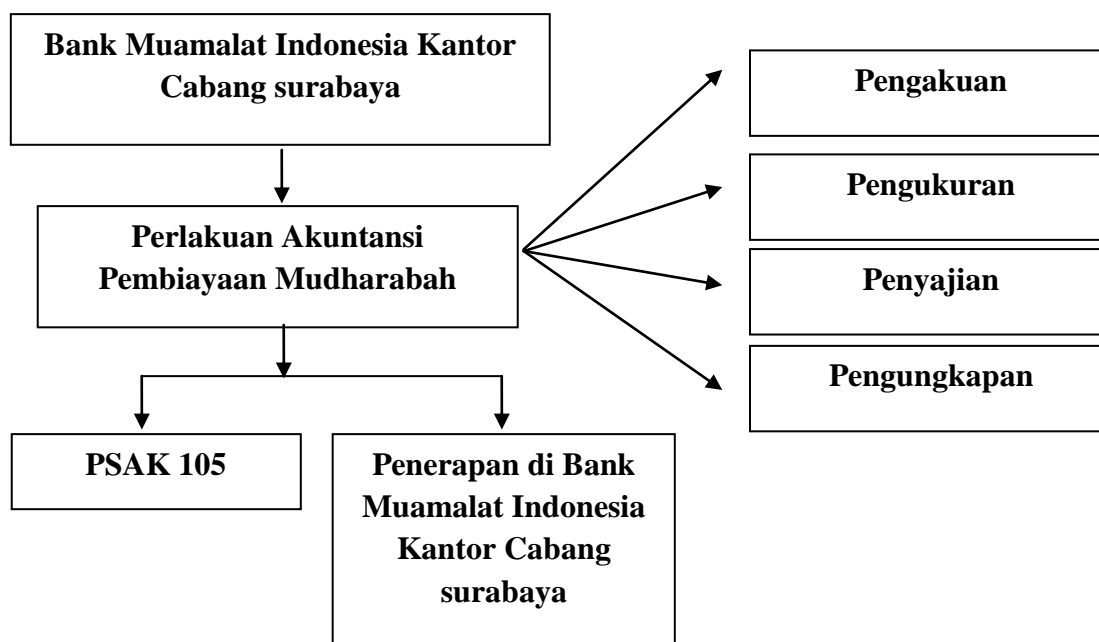 Bank Muamalat Indonesia Kantor
Cabang surabaya
Pengakuan
Pengukuran
Perlakuan Akuntansi
Pembiayaan Mudharabah
Penyajian
Pengungkapan
PSAK 105
Penerapan di Bank
Muamalat Indonesia
Kantor Cabang
surabaya